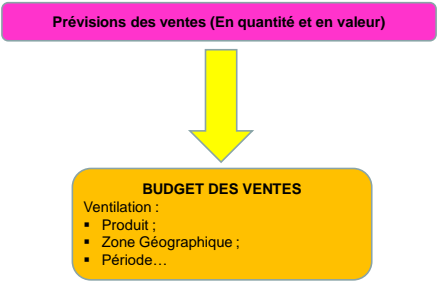 Prévisions des ventes (En quantité et en valeur)
BUDGET DES VENTES
Ventilation :
▪ Produit ;
▪ Zone Géographique ;
▪ Période…